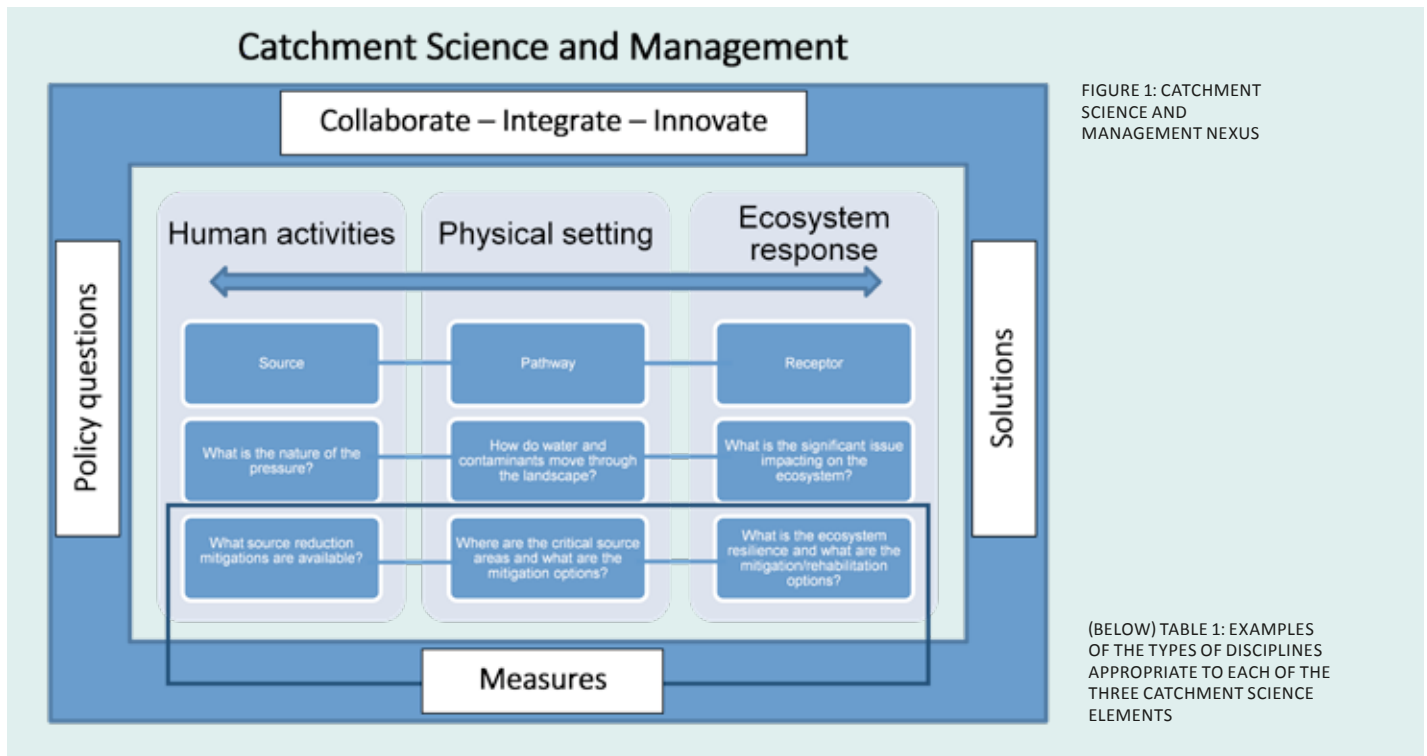 Catchment Science and Management
Collaborate – Integrate – Innovate
Policy questions
Human activities
Physical setting
Ecosystem
response
Source
Pathway
Receptor
What is the nature of the
pressure?
How do water and
contaminants move through
the landscape?
What is the significant issue
impacting on the
ecosystem?
What source reduction
mitigations are available?
Where are the critical source
areas and what are the
mitigation options?
What is the ecosystem
resilience and what are the
mitigation/rehabilitation
options?
Solutions
Measures
FIGURE 1: CATCHMENT
SCIENCE AND
MANAGEMENT NEXUS
(BELOW) TABLE 1: EXAMPLES
OF THE TYPES OF DISCIPLINES
APPROPRIATE TO EACH OF THE
THREE CATCHMENT SCIENCE
ELEMENTS